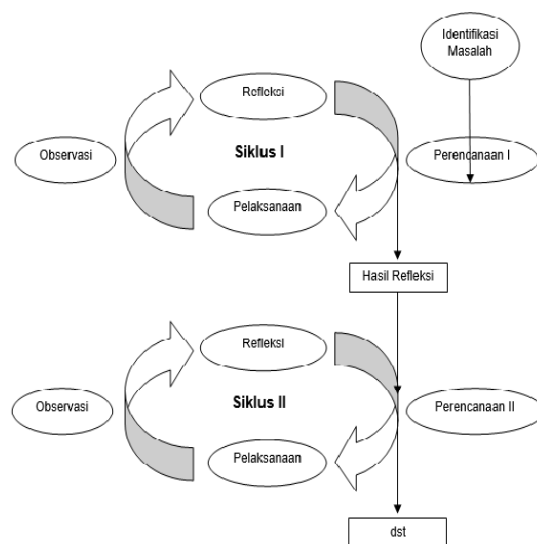 Identifikasi
Masalah
Refleksi
Observasi
Siklus I
Perencanaan I
Pelaksanaan
Hasil Refleksi
Refleksi
Observasi
Siklus II
Perencanaan II
Pelaksanaan
dst